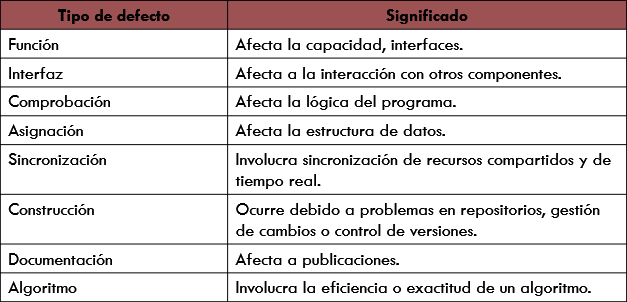 Tipo de defecto Significado
Función Afecta la capacidad, interfaces.
Interfaz Afecta a la interacción con otros componentes.
Comprobación Afecta la lógica del programa.
Asignación Afecta la estructura de datos.
Sincronización Involucra sincronización de recursos compartidos y de
tiempo real.
Construcción Ocurre debido a problemas en repositorios, gestión
de cambios o control de versiones.
Documentación Afecta a publicaciones.
Algoritmo Involucra la eficiencia o exactitud de un algoritmo.